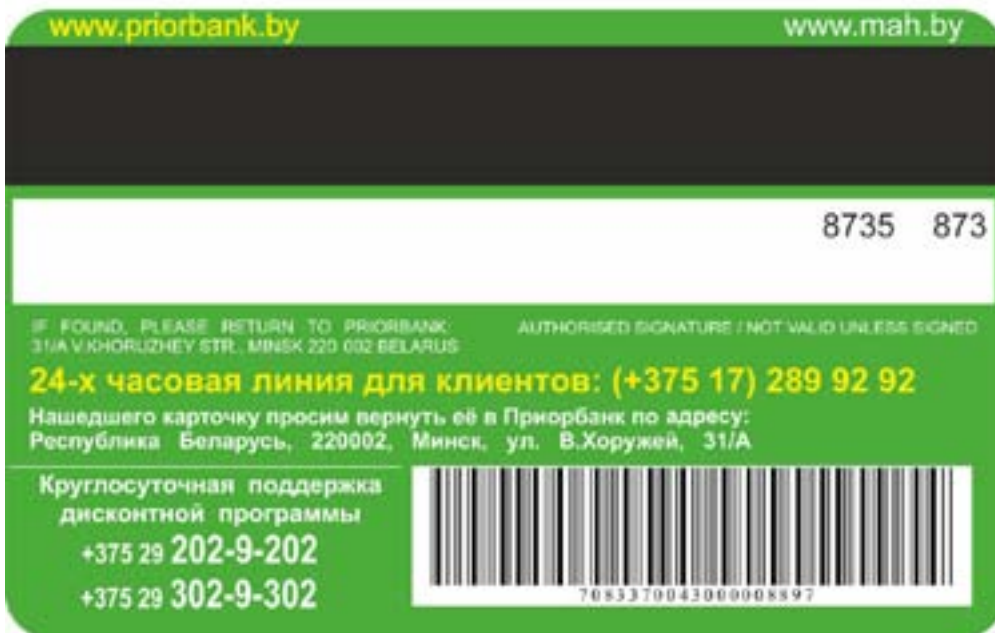 www.priorbank.by www.mah.by
8735 873
IF FOUND, PLEASE RETURN TO PRIORBANK:
31/A V.KHORUZHEY STR., MINSK 220 002 BELARUS
AUTHORISED SIGNATURE / NOT VALID UNLESS SIGNED
24-х часовая линия для клиентов: (+375 17) 289 92 92
Нашедшего карточку просим вернуть её в Приорбанк по адресу:
Республика Беларусь, 220002, Минск, ул. В.Хоружей, 31/А
Круглосуточная поддержка
дисконтной программы
+375 29 202-9-202
+375 29 302-9-302
7083370043000008897